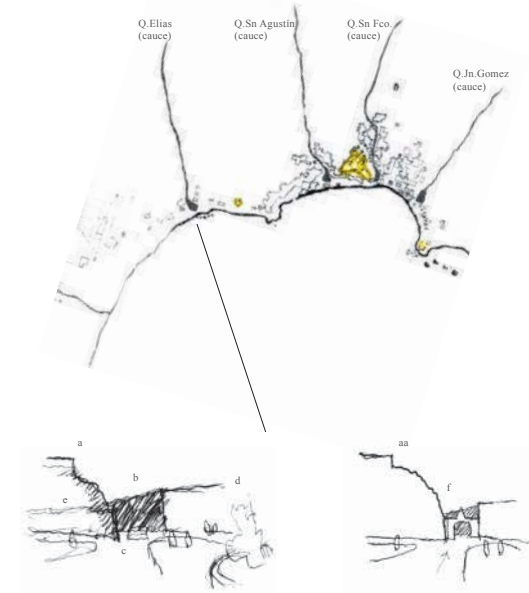 Q.Elias
(cauce)
Q.Sn Agustín
(cauce)
Q.Sn Fco.
(cauce)
Q.Jn.Gomez
(cauce)
a
b
d
e
c
aa
f